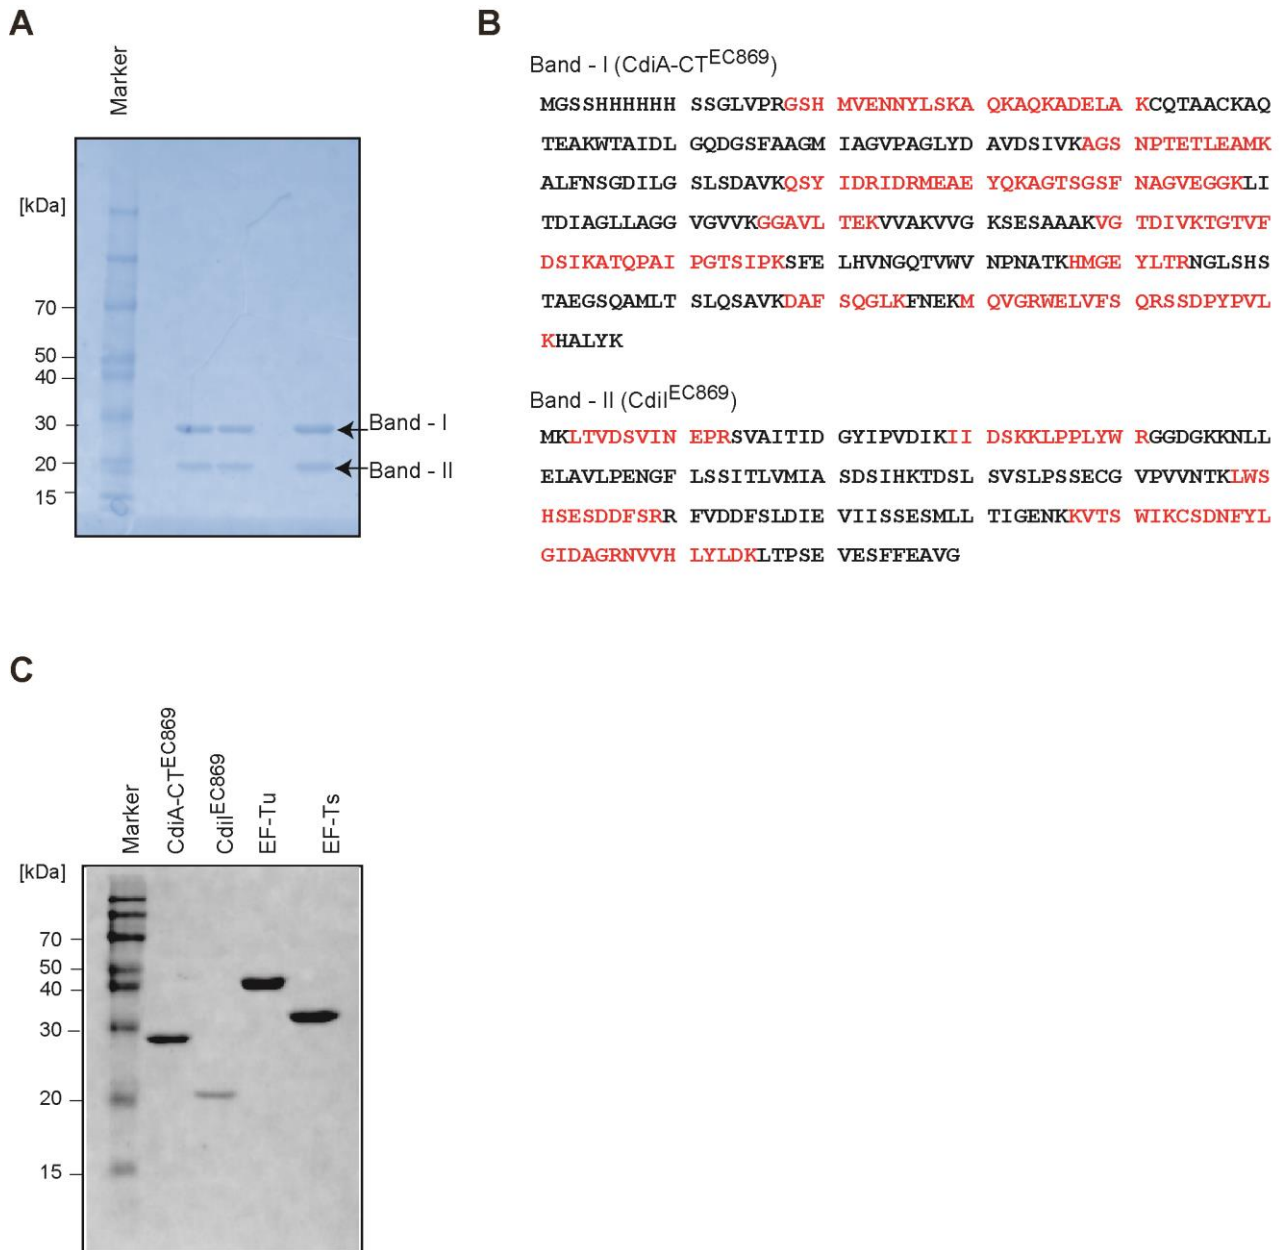 A
Marker
[kDa]
70
50
40
30
20
15
Band - I
Band - II
B
Band - I (CdiA-CT^EC869)
MGSSHHHHHH SSGLVPRGSH MVENNYLSKA QKAQKADELA KCQTAACKAQ
TEAKWTAIDL GQDGSFAAGM IAGVPAGLYD AVDSIVKAGS NPTETLEAMK
ALFNSGDILG SLSDAVKQSY IDRIDRMEAE YQKAGTSGSF NAGVEGGKLI
TDIAGLLAGG VGVVKGGAVL TEKVVAKVVG KSESAAAKVG TDIVKTGTVF
DSIKATQPAI PGTSIPKSFE LHVNGQTVWV NPNATKHMGE YLTRNGLSHS
TAEGSQAMLT SLQSAVKDAF SQGLKFNEKM QVGRWELVFS QRSSDPYPVL
KHALYK
Band - II (CdiI^EC869)
MKLTVDSVIN EPRSVAITID GYIPVDIKII DSKKLPPLYW RGGDGKKNLL
ELAVLPENGF LSSITLVMIA SDSIHKTDSL SVSLPSSECG VPVVNTKLWS
HSESDDFSRR FVDDFSLDIE VIISSESMLL TIGENKKVTS WIKCSDNFYL
GIDAGRNVVH LYLDKLTPSE VESFFEAVG
C
Marker
CdiA-CT^EC869
CdiI^EC869
EF-Tu
EF-Ts
[kDa]
70
50
40
30
20
15